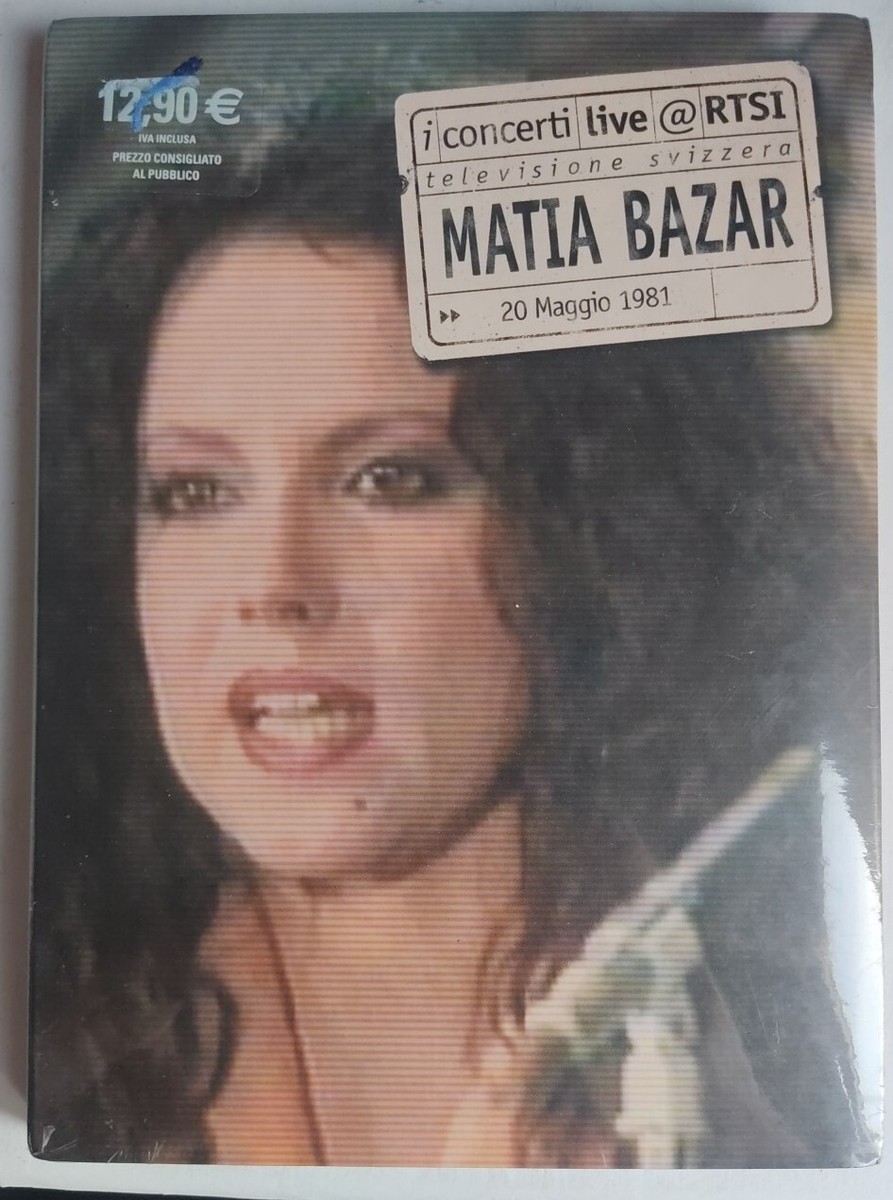 12,90 €
IVA INCLUSA
PREZZO CONSIGLIATO
AL PUBBLICO
i concerti live @ RTSI
televisione svizzera
MATIA BAZAR
20 Maggio 1981